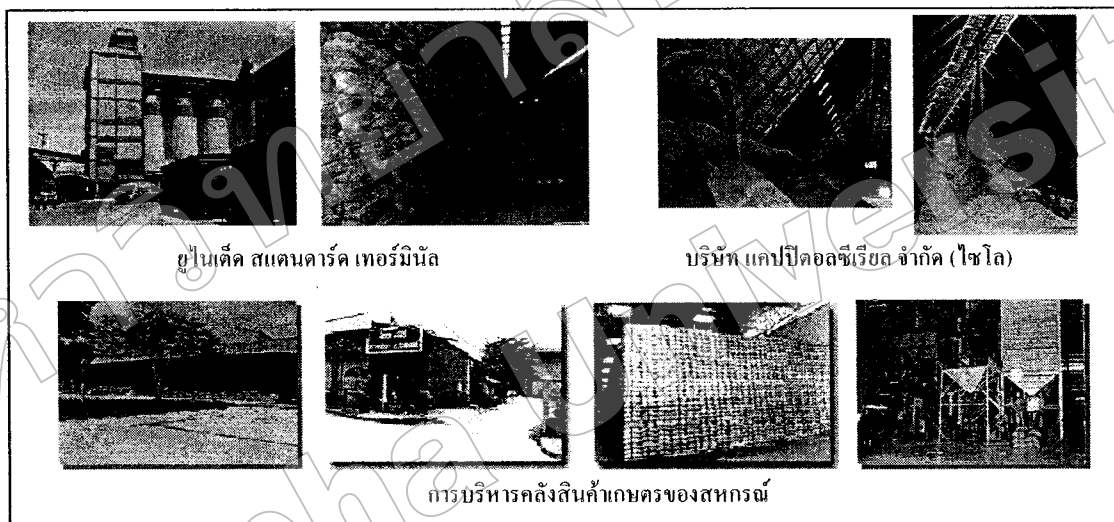 ยูไนเต็ด สแตนดาร์ด เทอร์มินัล
บริษัท แคปปิตอลซีเรียล จำกัด (ไซโล)
การบริหารคลังสินค้าเกษตรของสหกรณ์